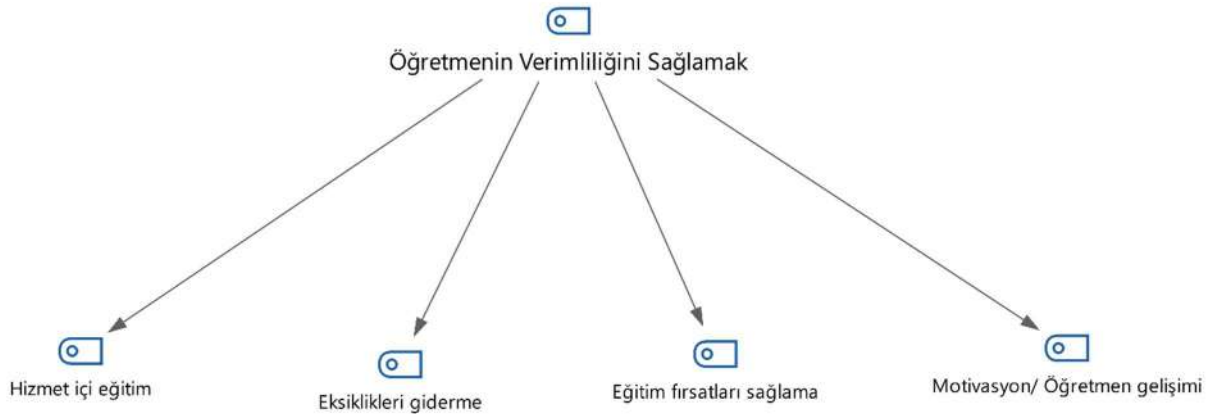 Öğretmenin Verimliliğini Sağlamak
Hizmet içi eğitim
Eksiklikleri giderme
Eğitim fırsatları sağlama
Motivasyon/ Öğretmen gelişimi